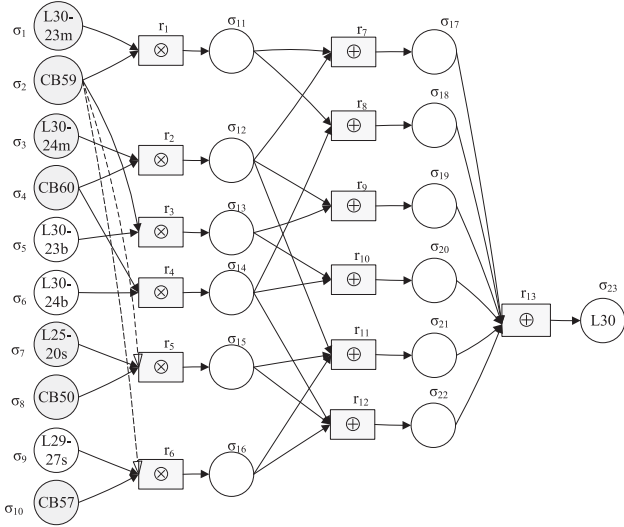 σ1 L30-
23m
r1
⊗
σ11
r7
⊕
σ17
σ2 CB59
r8
⊕
σ18
σ3 L30-
24m
r2
⊗
σ12
σ4 CB60
r9
⊕
σ19
σ5 L30-
23b
r3
⊗
σ13
r10
⊕
σ20
σ6 L30-
24b
r4
⊗
σ14
r13
⊕
σ23
L30
σ7 L25-
20s
r5
⊗
σ15
r11
⊕
σ21
σ8 CB50
r12
⊕
σ22
σ9 L29-
27s
r6
⊗
σ16
σ10 CB57